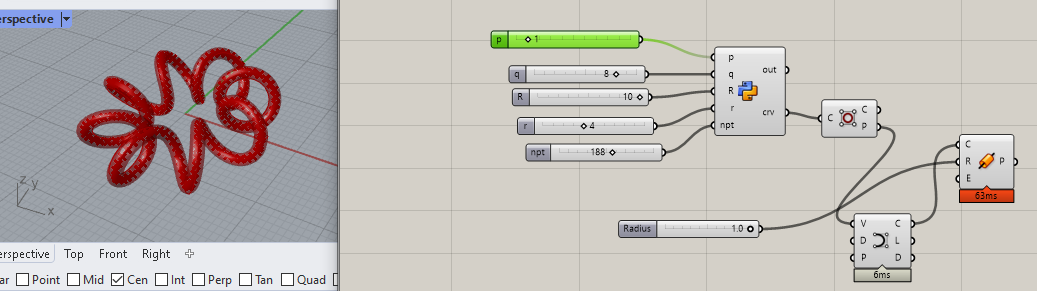 erspective
z
y
x
erspective Top Front Right
ar Point Mid Cen Int Perp Tan Quad
p 1
q 8
R 10
r 4
npt 188
p
q
R
r
npt
out
crv
C
C
P
Radius 1.0
V
D
P
C
L
D
6ms
C
R
E
P
63ms